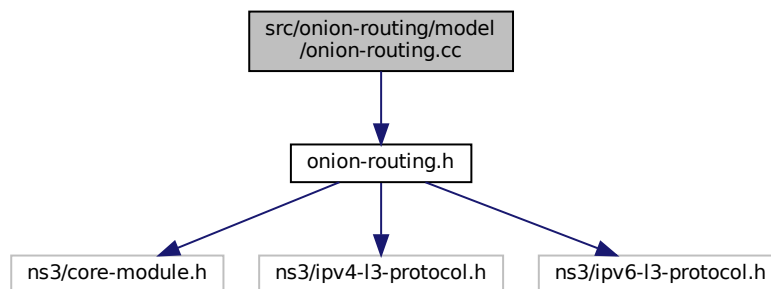 src/onion-routing/model
/onion-routing.cc
onion-routing.h
ns3/core-module.h
ns3/ipv4-l3-protocol.h
ns3/ipv6-l3-protocol.h